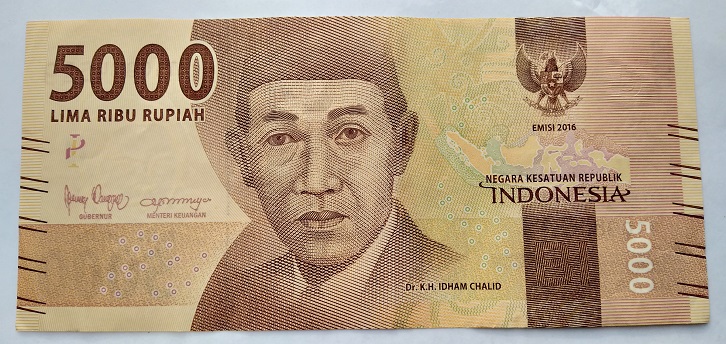 5000
LIMA RIBU RUPIAH
GUBERNUR
MENTERI KEUANGAN
EMISI 2016
NEGARA KESATUAN REPUBLIK
INDONESIA
5000
Dr. K.H. IDHAM CHALID